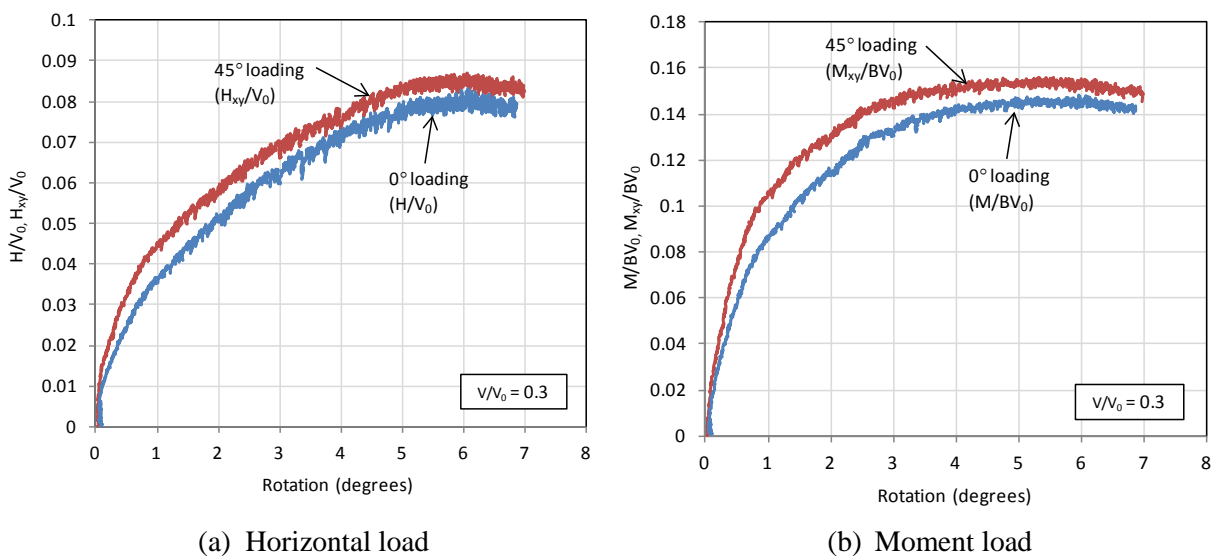 0.1
0.09
0.08
0.07
0.06
0.05
0.04
0.03
0.02
0.01
0
H/V₀, Hₓᵧ/V₀
45° loading
(Hₓᵧ/V₀)
0° loading
(H/V₀)
V/V₀ = 0.3
0 1 2 3 4 5 6 7 8
Rotation (degrees)
(a) Horizontal load
0.18
0.16
0.14
0.12
0.1
0.08
0.06
0.04
0.02
0
M/BV₀, Mₓᵧ/BV₀
45° loading
(Mₓᵧ/BV₀)
0° loading
(M/BV₀)
V/V₀ = 0.3
0 1 2 3 4 5 6 7 8
Rotation (degrees)
(b) Moment load